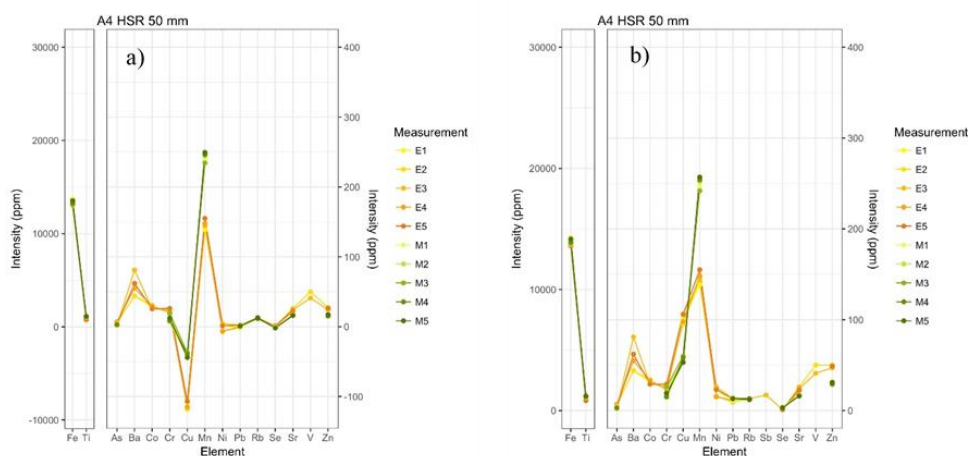 A4 HSR 50 mm
a)
30000
20000
10000
0
-10000
Intensity (ppm)
400
300
200
100
0
-100
Intensity (ppm)
Fe Ti As Ba Co Cr Cu Mn Ni Pb Rb Se Sr V Zn
Element
Measurement
E1
E2
E3
E4
E5
M1
M2
M3
M4
M5
A4 HSR 50 mm
b)
30000
20000
10000
0
Intensity (ppm)
400
300
200
100
0
Intensity (ppm)
Fe Ti As Ba Co Cr Cu Mn Ni Pb Rb Sb Se Sr V Zn
Element
Measurement
E1
E2
E3
E4
E5
M1
M2
M3
M4
M5